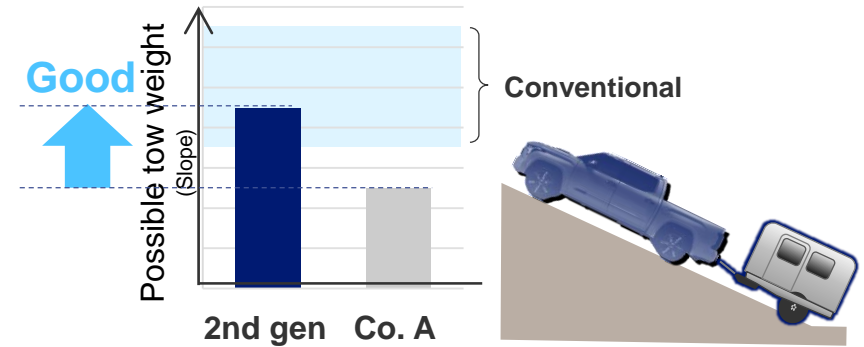 Good
Possible tow weight
(Slope)
Conventional
2nd gen
Co. A